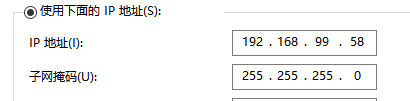 使用下面的 IP 地址(S):
IP 地址(I): 192 . 168 . 99 . 58
子网掩码(U): 255 . 255 . 255 . 0